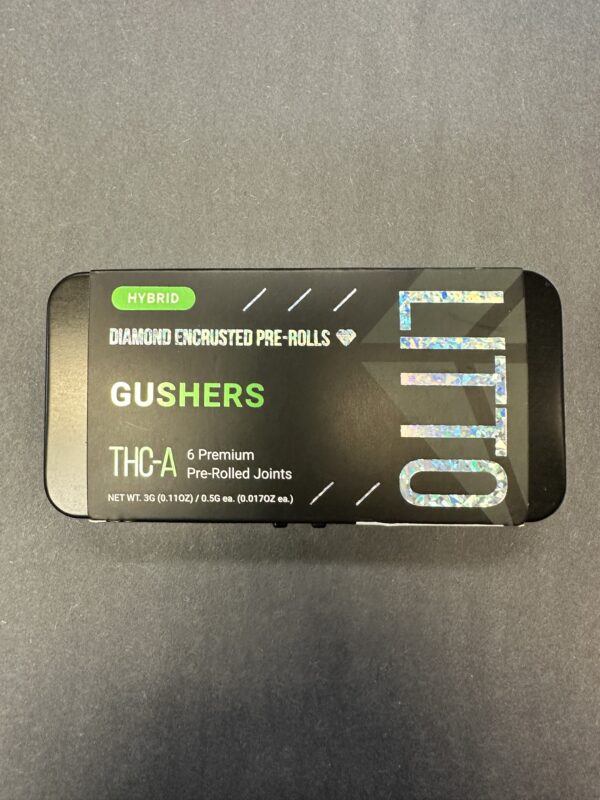 HYBRID
DIAMOND ENCRUSTED PRE-ROLLS
GUSHERS
THC-A
6 Premium
Pre-Rolled Joints
NET WT. 3G (0.11OZ) / 0.5G ea. (0.017OZ ea.)
LITTO